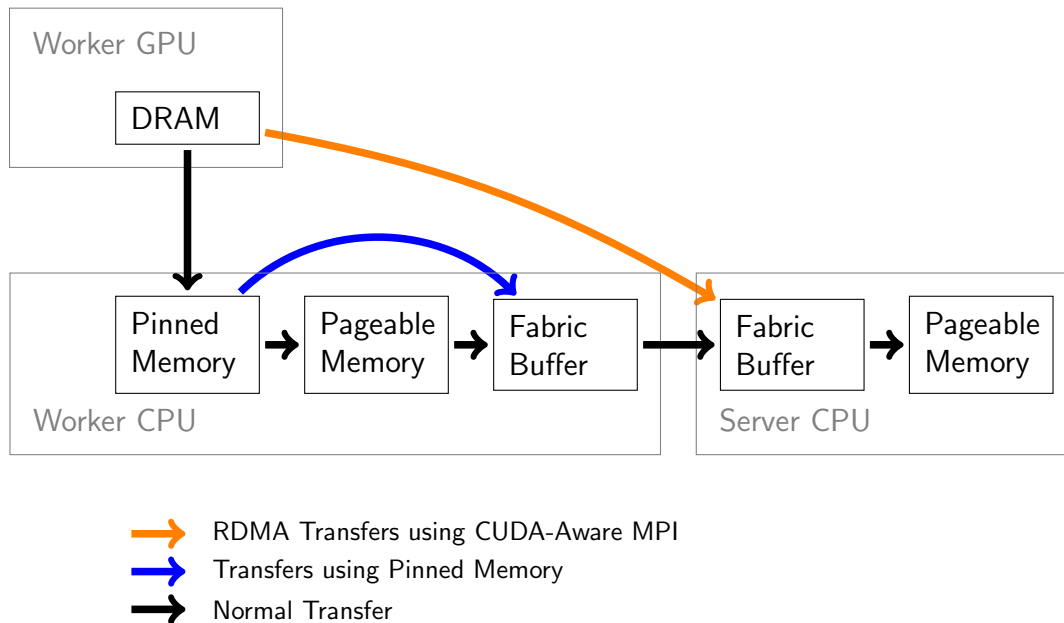 Worker GPU
DRAM
Pinned
Memory
Pageable
Memory
Fabric
Buffer
Fabric
Buffer
Pageable
Memory
Worker CPU
Server CPU
RDMA Transfers using CUDA-Aware MPI
Transfers using Pinned Memory
Normal Transfer